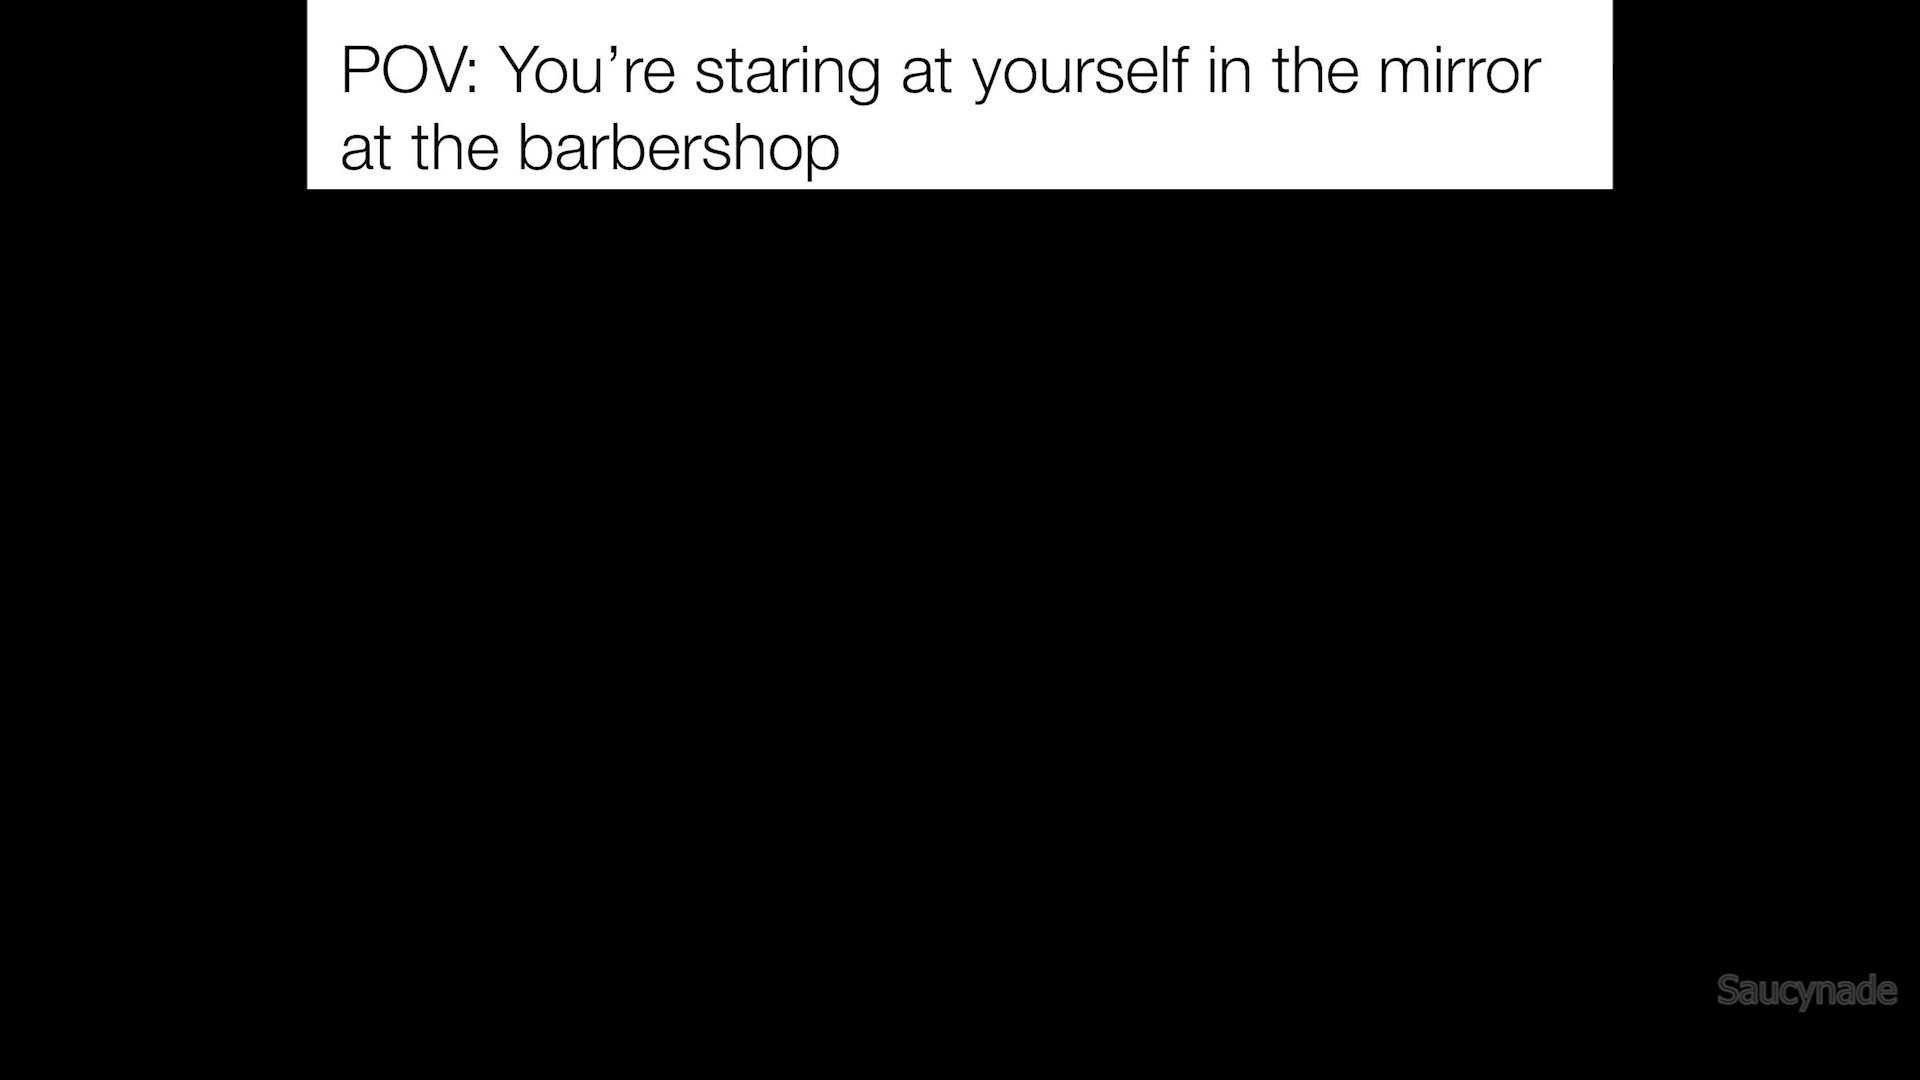 POV: You’re staring at yourself in the mirror
at the barbershop
Saucynade